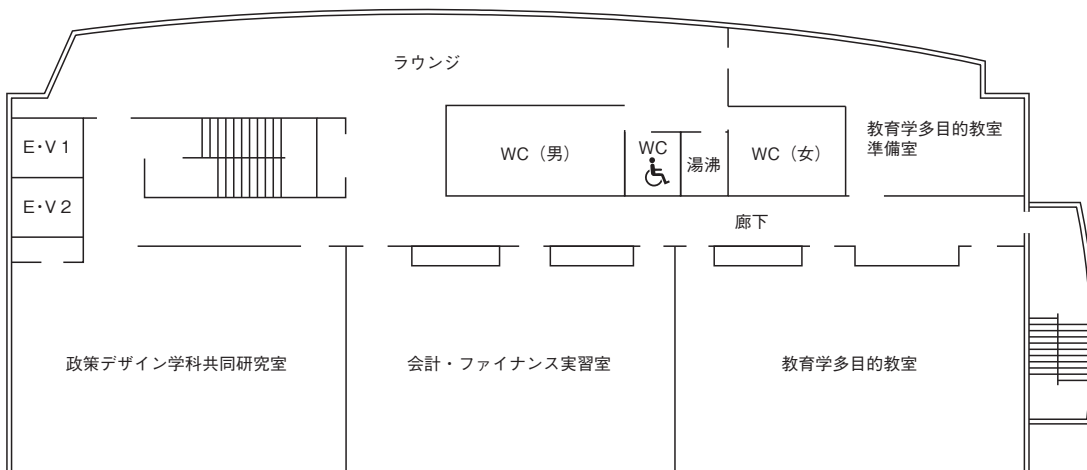 ラウンジ
E・V 1
WC（男）
WC
湯沸
WC（女）
教育学多目的教室
準備室
E・V 2
廊下
政策デザイン学科共同研究室
会計・ファイナンス実習室
教育学多目的教室